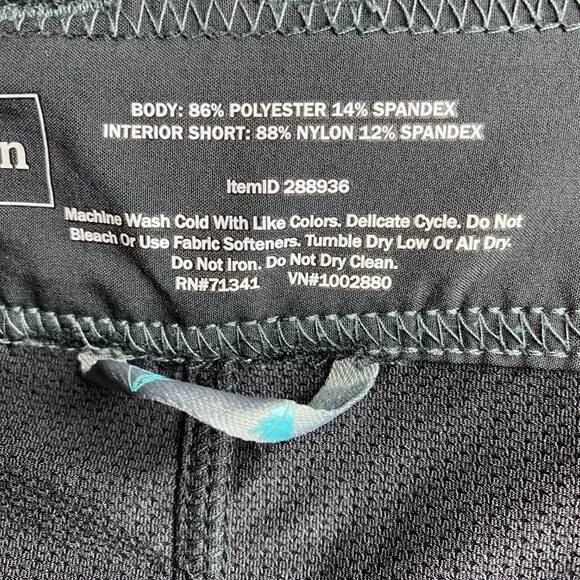 n
BODY: 86% POLYESTER 14% SPANDEX
INTERIOR SHORT: 88% NYLON 12% SPANDEX
ItemID 288936
Machine Wash Cold With Like Colors. Delicate Cycle. Do Not
Bleach Or Use Fabric Softeners. Tumble Dry Low Or Air Dry.
Do Not Iron. Do Not Dry Clean.
RN#71341 VN#1002880